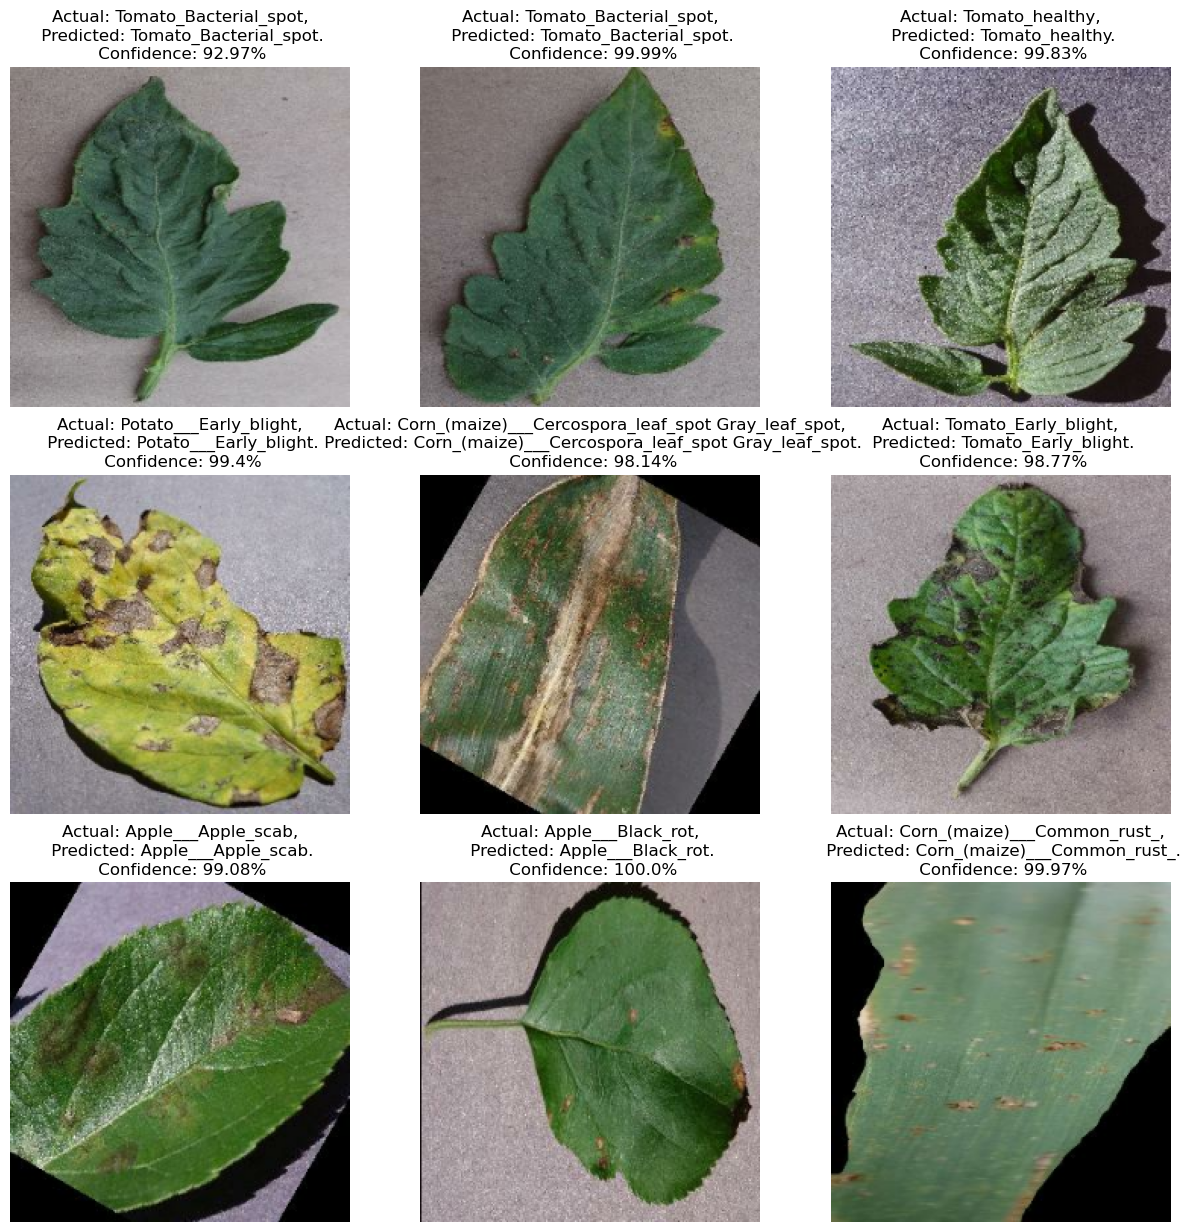 Actual: Tomato_Bacterial_spot,
Predicted: Tomato_Bacterial_spot.
Confidence: 92.97%
Actual: Tomato_Bacterial_spot,
Predicted: Tomato_Bacterial_spot.
Confidence: 99.99%
Actual: Tomato_healthy,
Predicted: Tomato_healthy.
Confidence: 99.83%
Actual: Potato___Early_blight,
Predicted: Potato___Early_blight.
Confidence: 99.4%
Actual: Corn_(maize)___Cercospora_leaf_spot Gray_leaf_spot,
Predicted: Corn_(maize)___Cercospora_leaf_spot Gray_leaf_spot.
Confidence: 98.14%
Actual: Tomato_Early_blight,
Predicted: Tomato_Early_blight.
Confidence: 98.77%
Actual: Apple___Apple_scab,
Predicted: Apple___Apple_scab.
Confidence: 99.08%
Actual: Apple___Black_rot,
Predicted: Apple___Black_rot.
Confidence: 100.0%
Actual: Corn_(maize)___Common_rust_,
Predicted: Corn_(maize)___Common_rust_.
Confidence: 99.97%